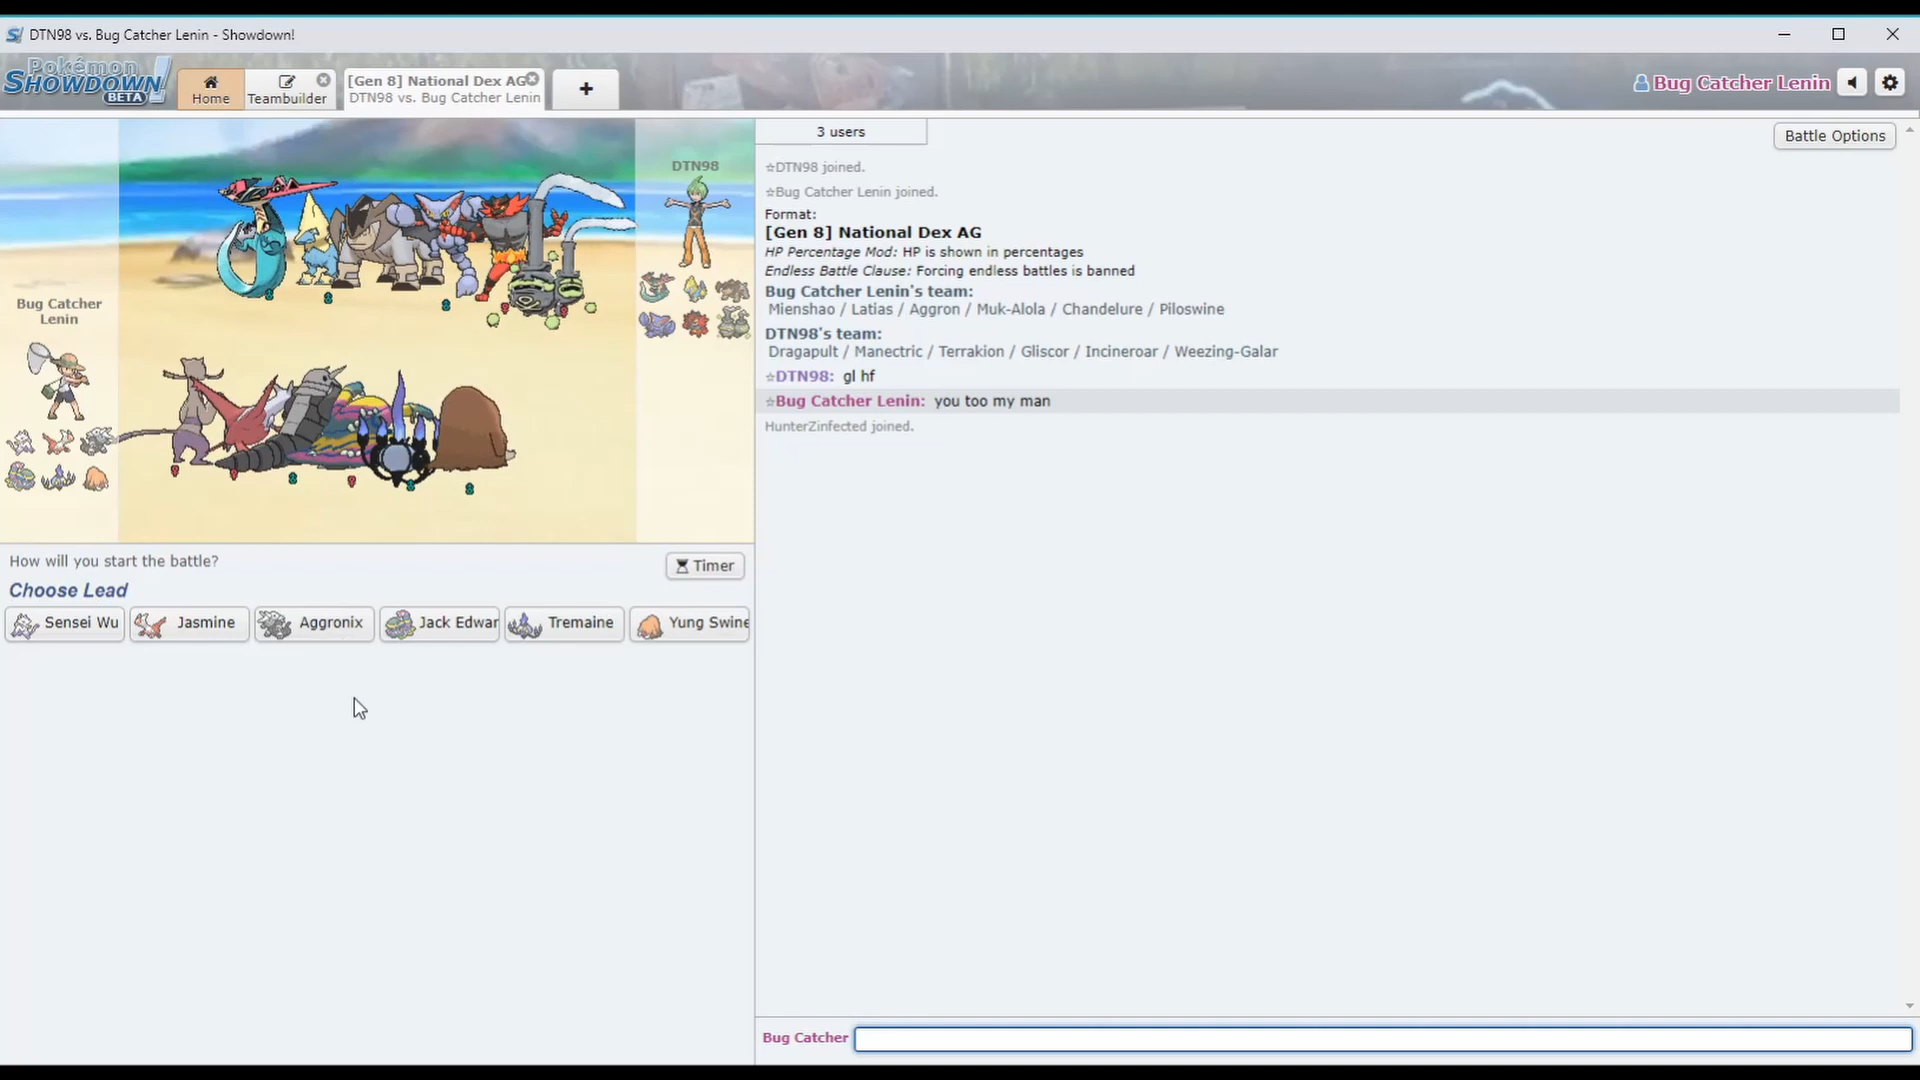 DTN98 vs. Bug Catcher Lenin - Showdown!
Pokémon
SHOWDOWN!
BETA
Home
Teambuilder
[Gen 8] National Dex AG
DTN98 vs. Bug Catcher Lenin
+
Bug Catcher Lenin
3 users
Battle Options
☆DTN98 joined.
☆Bug Catcher Lenin joined.
Format:
[Gen 8] National Dex AG
HP Percentage Mod: HP is shown in percentages
Endless Battle Clause: Forcing endless battles is banned
Bug Catcher Lenin's team:
Mienshao / Latias / Aggron / Muk-Alola / Chandelure / Piloswine
DTN98's team:
Dragapult / Manectric / Terrakion / Gliscor / Incineroar / Weezing-Galar
☆DTN98: gl hf
☆Bug Catcher Lenin: you too my man
HunterZinfected joined.
DTN98
Bug Catcher
Lenin
How will you start the battle?
Timer
Choose Lead
Sensei Wu
Jasmine
Aggronix
Jack Edwar
Tremaine
Yung Swine
Bug Catcher